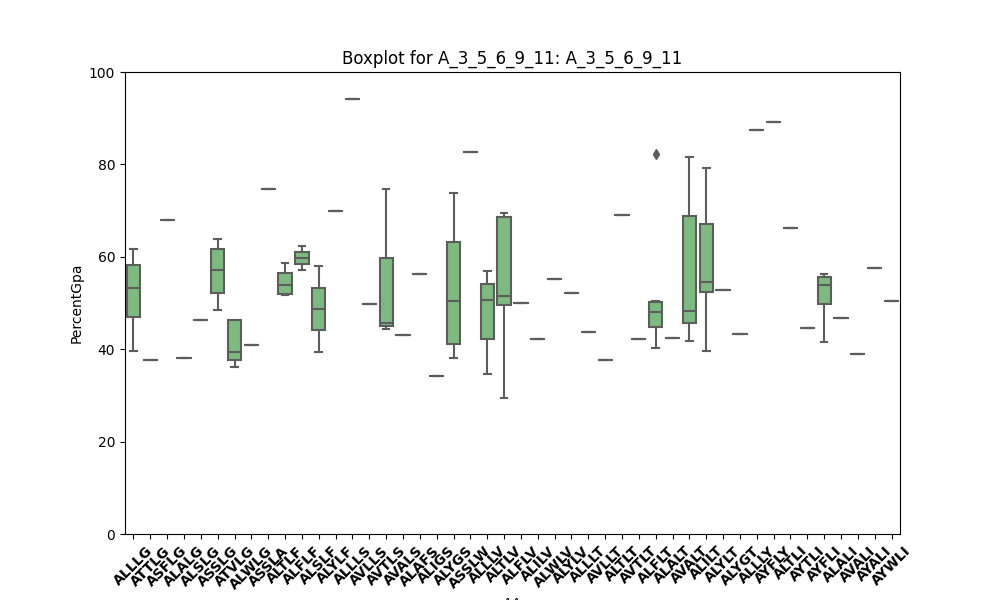 Boxplot for A_3_5_6_9_11: A_3_5_6_9_11
PercentGpa
100
80
60
40
20
0
ALLLG
ATTLG
ASFLG
ALALG
ALSLG
ASSLG
ATVLG
ALWLG
ASSLA
ALTLF
ALFLF
ALSLF
ALYLF
ALLLS
AVLLS
AVTLS
AVALS
ALAFS
ALIGS
ALYGS
ASSLW
ALLLV
ALTLV
ALFLV
ALILV
ALWLV
ALYLV
ALLLT
AVLLT
ALTLT
AVTLT
ALFLT
ALALT
AVALT
ALILT
ALYLT
ALYGT
ALLLY
AYFLY
ALTLI
AYTLI
AYFLI
ALALI
AVALI
AYALI
AYWLI